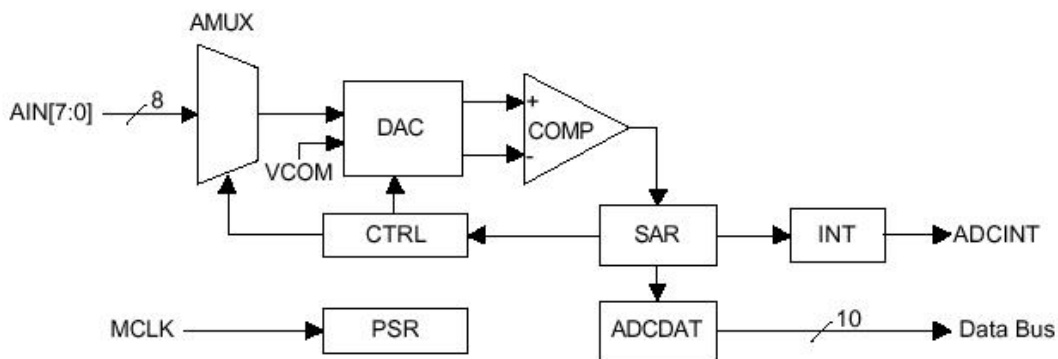 AMUX
AIN[7:0]
8
DAC
+
COMP
-
VCOM
CTRL
SAR
INT
ADCINT
MCLK
PSR
ADCDAT
10
Data Bus